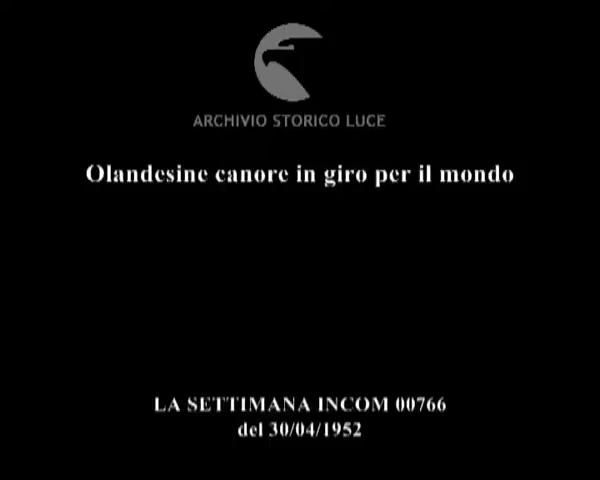 ARCHIVIO STORICO LUCE
Olandesine canore in giro per il mondo
LA SETTIMANA INCOM 00766
del 30/04/1952